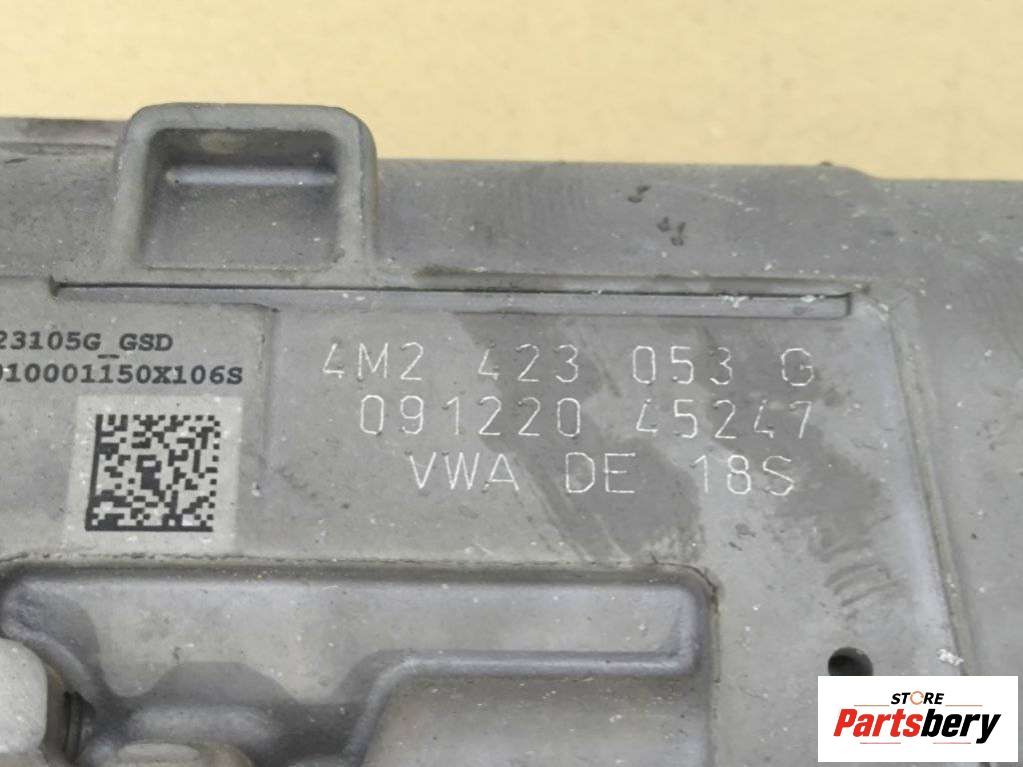 23105G_GSD
010001150X106S
4M2 423 053 G
091220 45247
VWA DE 18S
STORE
Partsbery